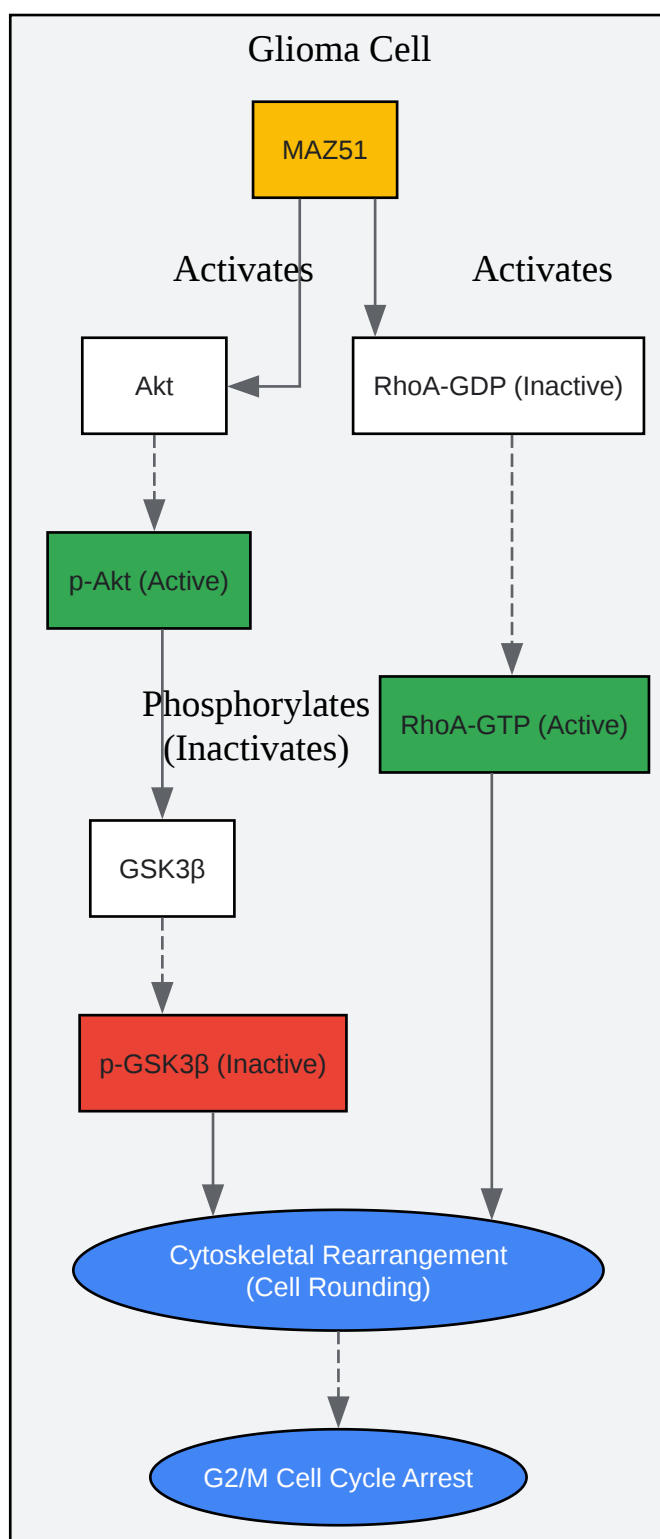 Glioma Cell
MAZ51
Activates
Activates
Akt
RhoA-GDP (Inactive)
p-Akt (Active)
Phosphorylates
(Inactivates)
RhoA-GTP (Active)
GSK3β
p-GSK3β (Inactive)
Cytoskeletal Rearrangement
(Cell Rounding)
G2/M Cell Cycle Arrest